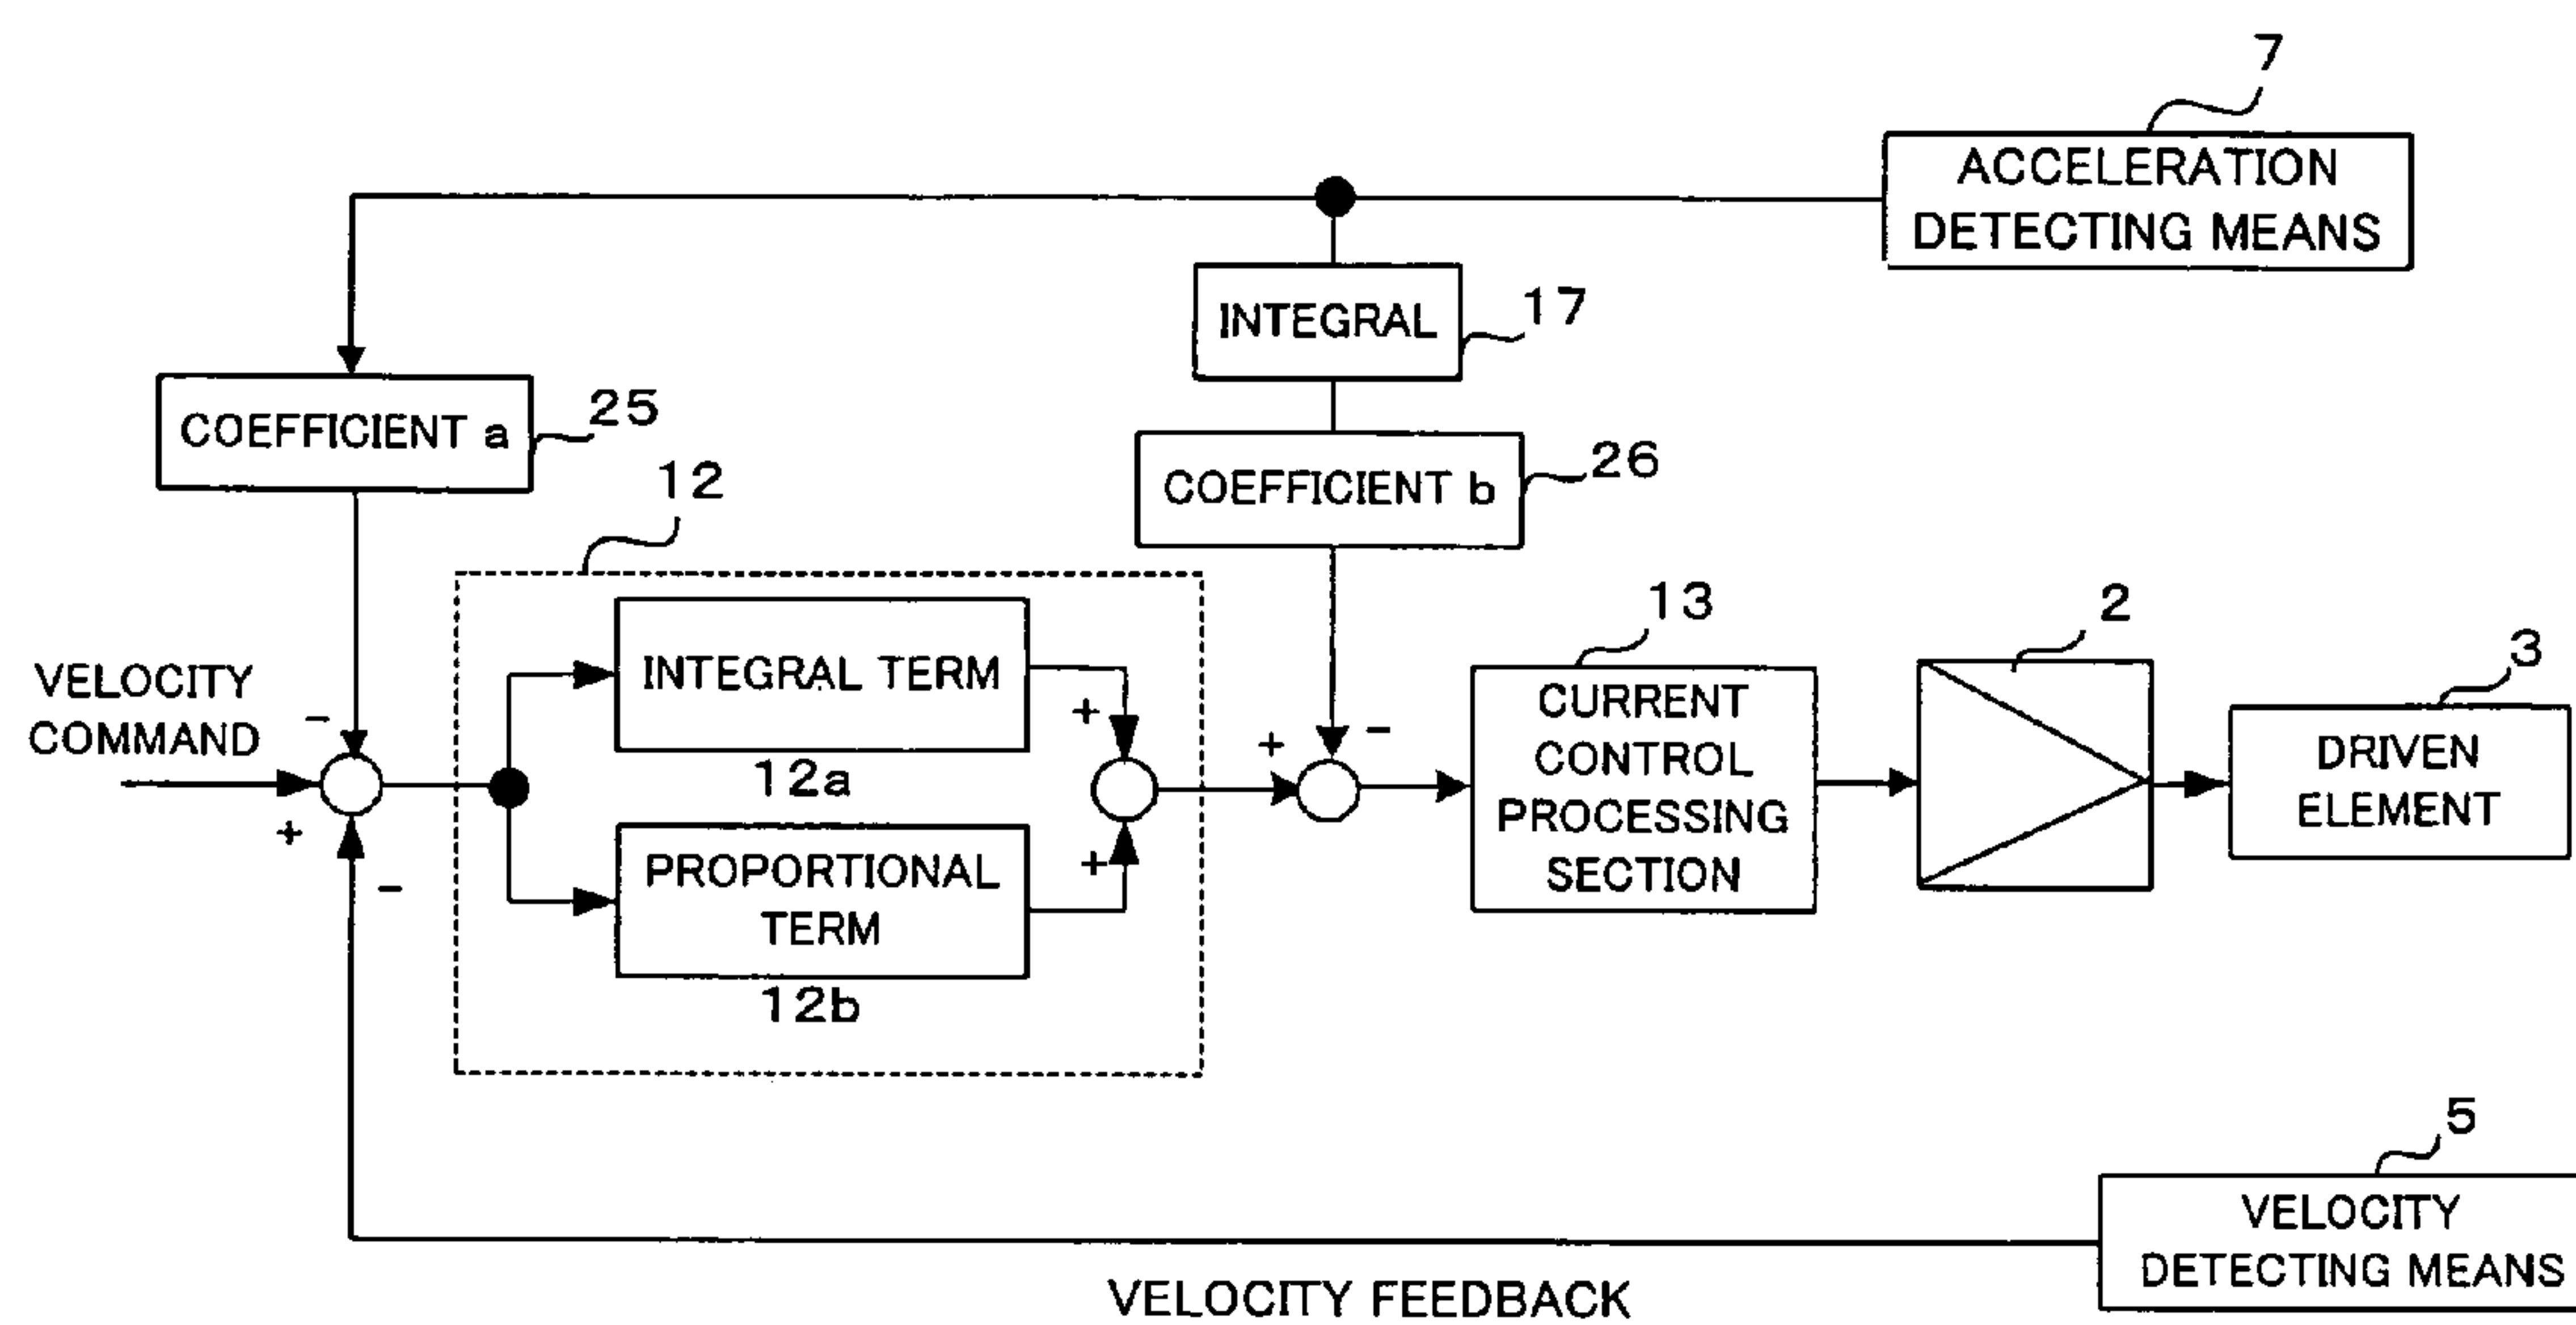 7
ACCELERATION
DETECTING MEANS
INTEGRAL
17
COEFFICIENT a
25
COEFFICIENT b
26
12
13
2
3
VELOCITY
COMMAND
-
+
-
INTEGRAL TERM
12a
PROPORTIONAL
TERM
12b
+
+
+
-
CURRENT
CONTROL
PROCESSING
SECTION
DRIVEN
ELEMENT
5
VELOCITY
DETECTING MEANS
VELOCITY FEEDBACK